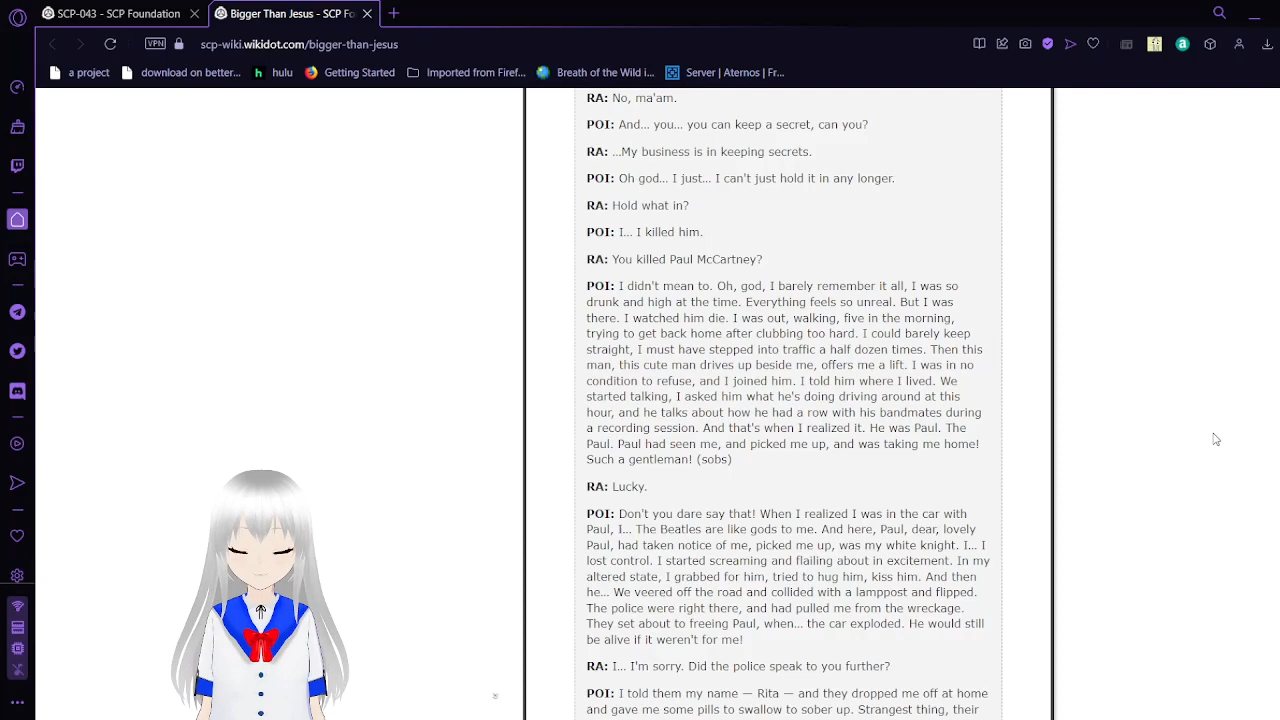 SCP-043 - SCP Foundation
Bigger Than Jesus - SCP Fo
VPN
scp-wiki.wikidot.com/bigger-than-jesus
a project
download on better...
h hulu
Getting Started
Imported from Firef...
Breath of the Wild i...
Server | Aternos | Fr...
RA: No, ma'am.
POI: And… you… you can keep a secret, can you?
RA: …My business is in keeping secrets.
POI: Oh god… I just… I can't just hold it in any longer.
RA: Hold what in?
POI: I… I killed him.
RA: You killed Paul McCartney?
POI: I didn't mean to. Oh, god, I barely remember it all, I was so
drunk and high at the time. Everything feels so unreal. But I was
there. I watched him die. I was out, walking, five in the morning,
trying to get back home after clubbing too hard. I could barely keep
straight, I must have stepped into traffic a half dozen times. Then this
man, this cute man drives up beside me, offers me a lift. I was in no
condition to refuse, and I joined him. I told him where I lived. We
started talking, I asked him what he's doing driving around at this
hour, and he talks about how he had a row with his bandmates during
a recording session. And that's when I realized it. He was Paul. The
Paul. Paul had seen me, and picked me up, and was taking me home!
Such a gentleman! (sobs)
RA: Lucky.
POI: Don't you dare say that! When I realized I was in the car with
Paul, I… The Beatles are like gods to me. And here, Paul, dear, lovely
Paul, had taken notice of me, picked me up, was my white knight. I… I
lost control. I started screaming and flailing about in excitement. In my
altered state, I grabbed for him, tried to hug him, kiss him. And then
he… We veered off the road and collided with a lamppost and flipped.
The police were right there, and had pulled me from the wreckage.
They set about to freeing Paul, when… the car exploded. He would still
be alive if it weren't for me!
RA: I… I'm sorry. Did the police speak to you further?
POI: I told them my name — Rita — and they dropped me off at home
and gave me some pills to swallow to sober up. Strangest thing, their